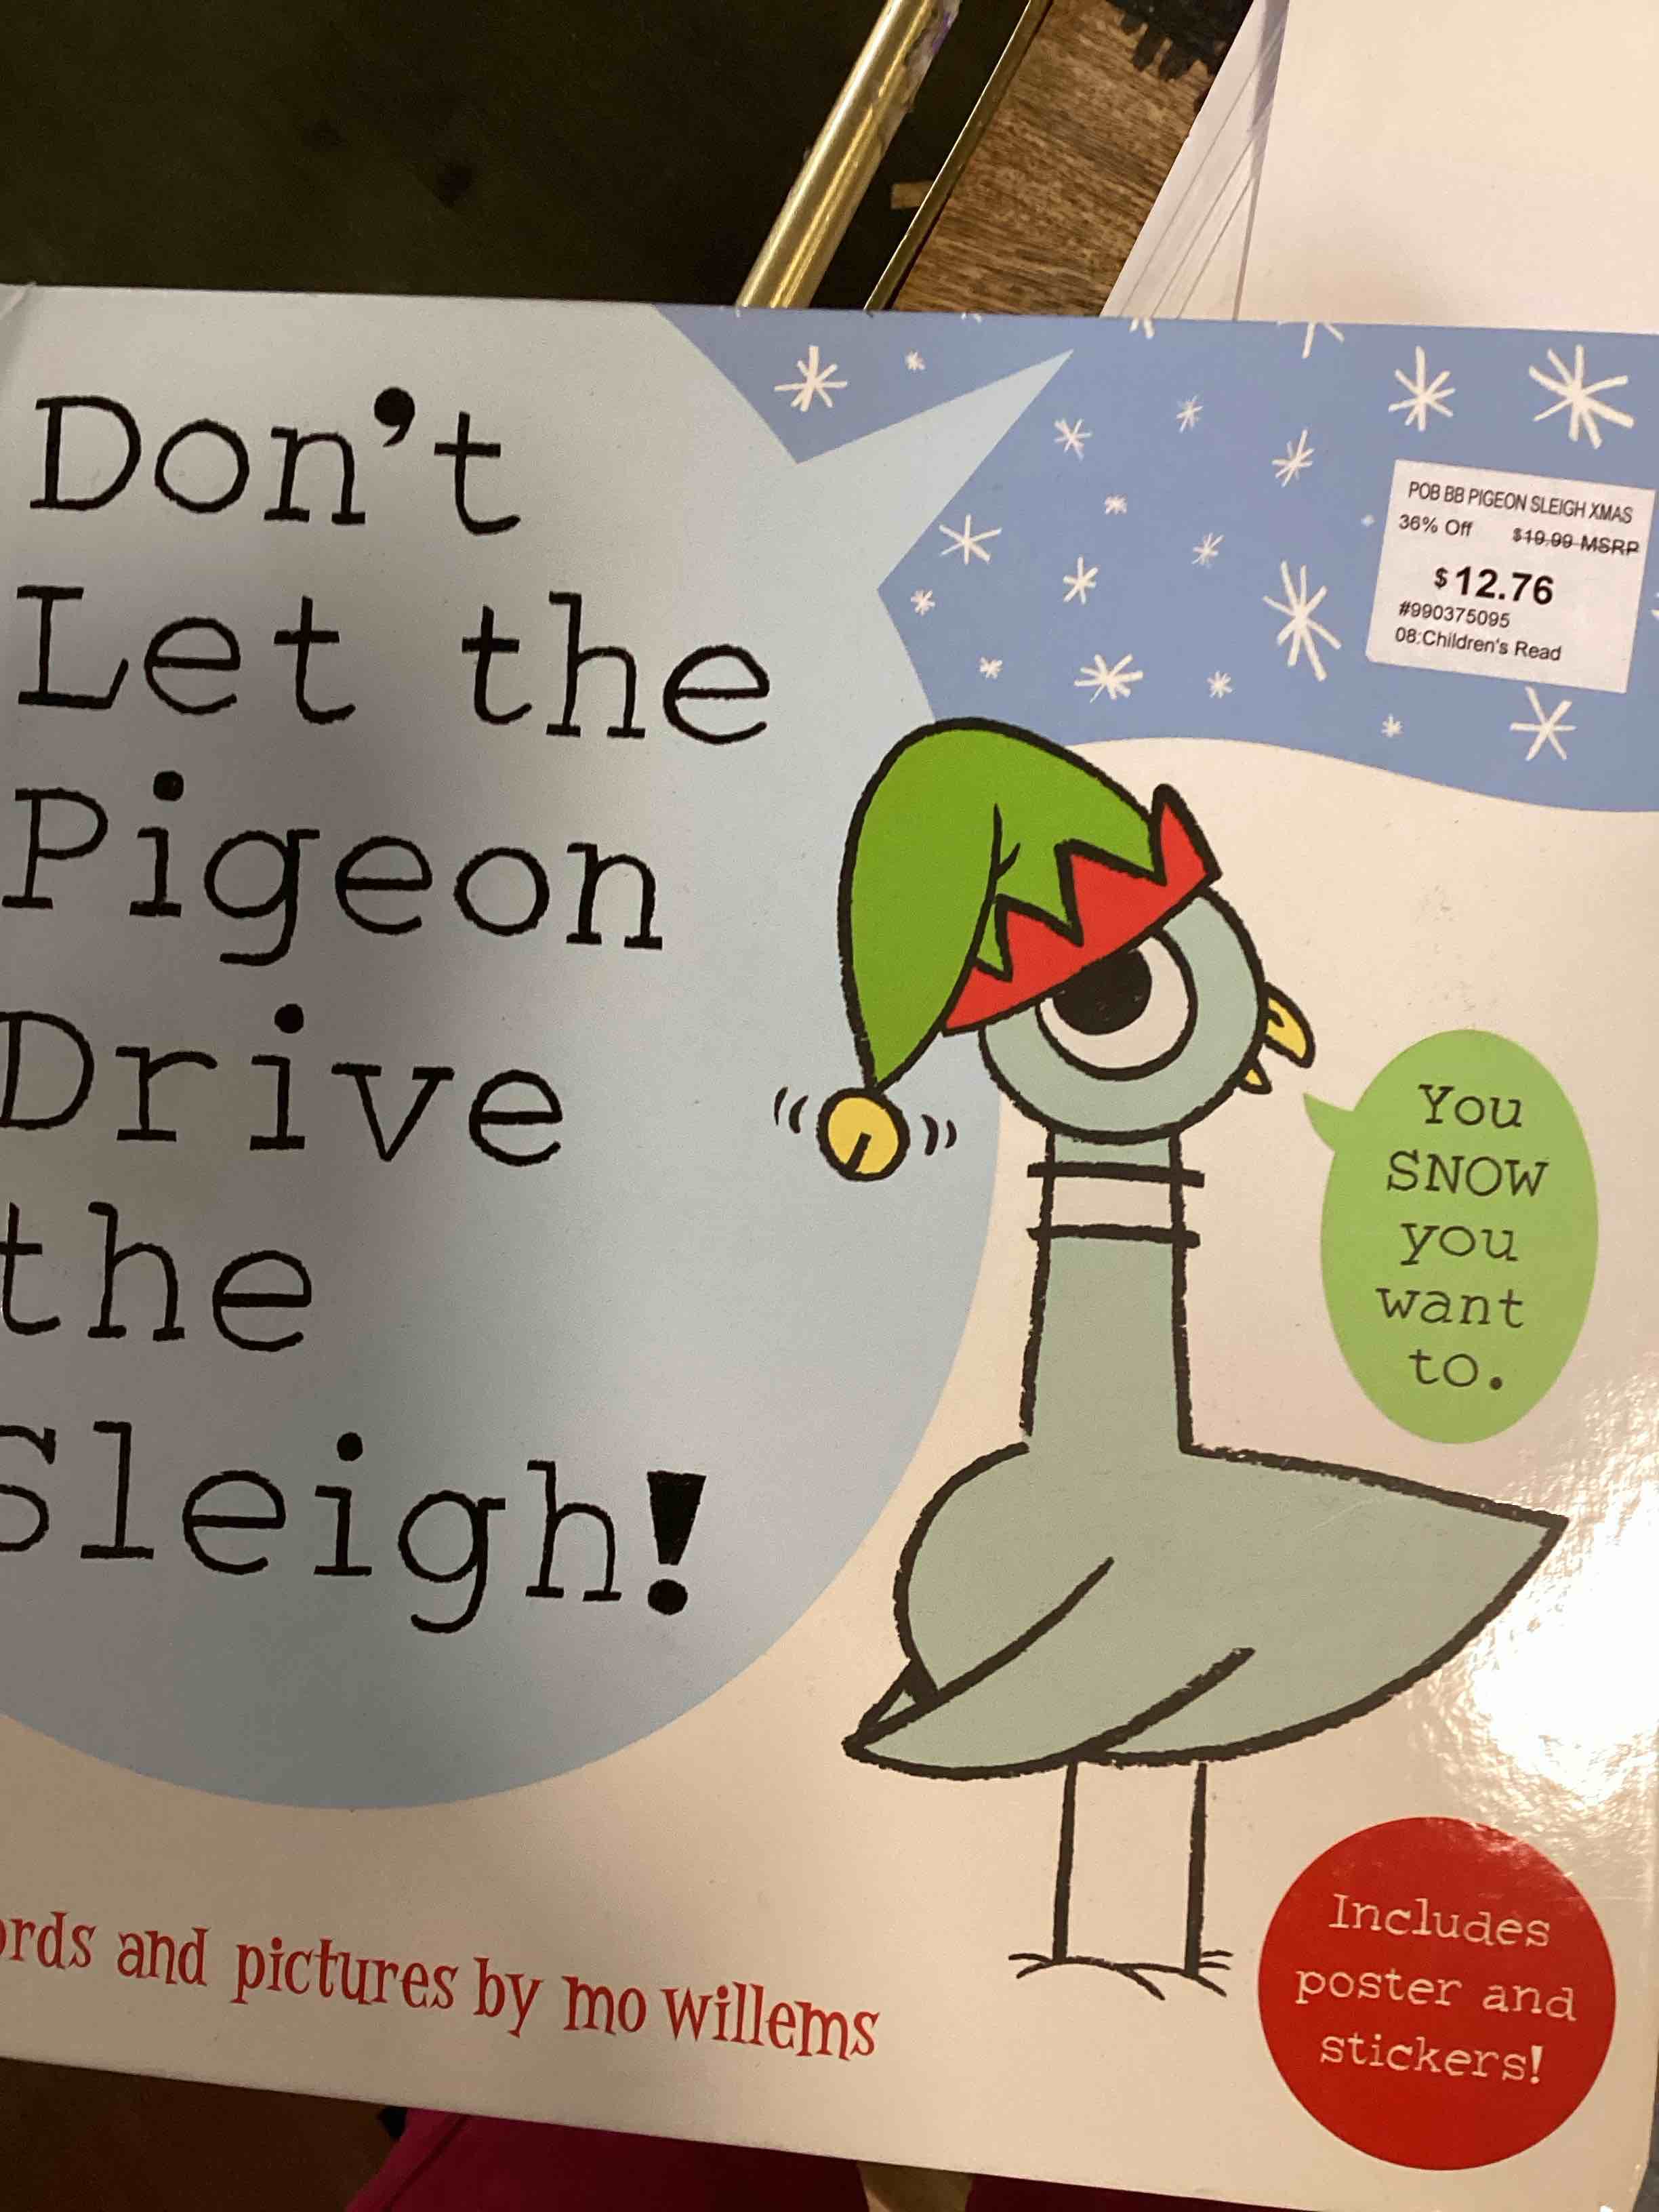 Don't
Let the
Pigeon
Drive
the
Sleigh!
POB BB PIGEON SLEIGH XMAS
36% Off $19.99 MSRP
$12.76
#990375095
08:Children's Read
You
SNOW
you
want
to.
ords and pictures by mo willems
Includes
poster and
stickers!